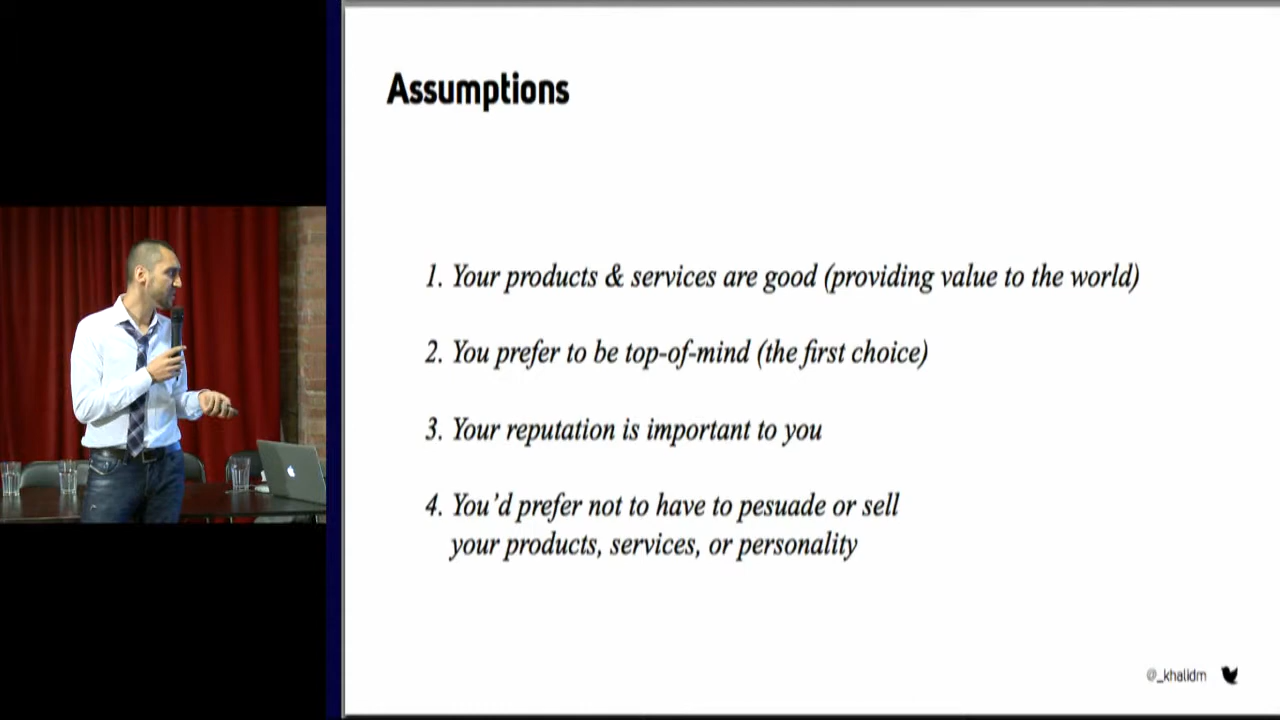 Assumptions
1. Your products & services are good (providing value to the world)
2. You prefer to be top-of-mind (the first choice)
3. Your reputation is important to you
4. You'd prefer not to have to pesuade or sell
your products, services, or personality
@_khalidm